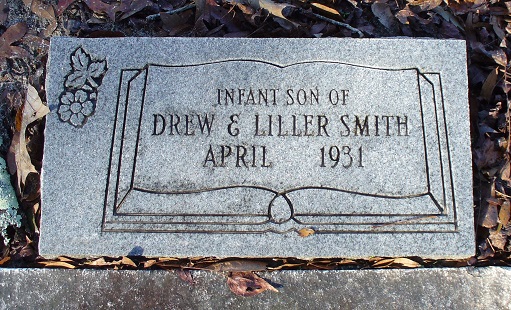 INFANT SON OF
DREW & LILLER SMITH
APRIL 1931